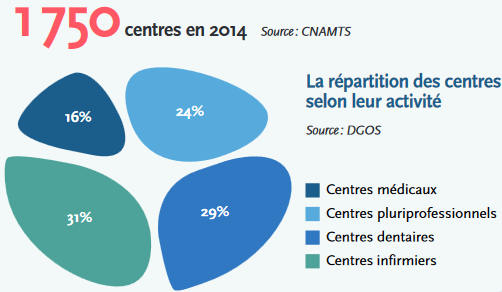 1 750 centres en 2014 Source : CNAMTS
La répartition des centres
selon leur activité
Source : DGOS
16%
24%
31%
29%
Centres médicaux
Centres pluriprofessionnels
Centres dentaires
Centres infirmiers